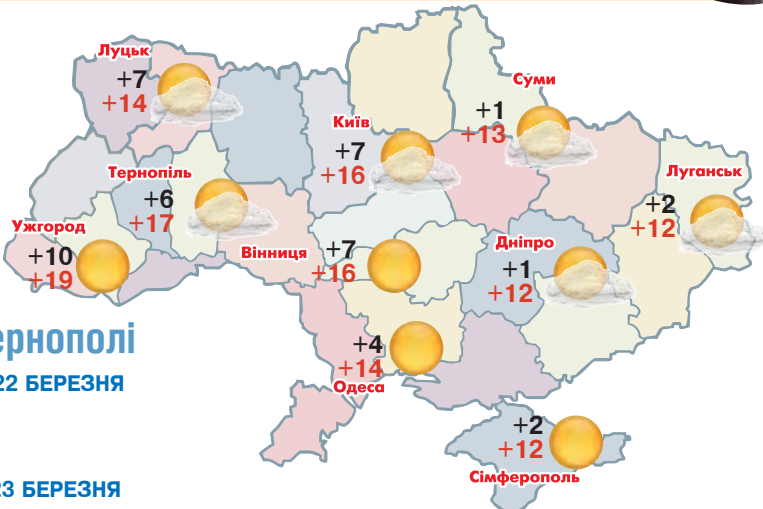 Луцьк
+7
+14
Суми
+1
+13
Київ
+7
+16
Тернопіль
+6
+17
Луганськ
+2
+12
Ужгород
+10
+19
Вінниця
+7
+16
Дніпро
+1
+12
+4
+14
Одеса
+2
+12
Сімферополь
ернополі
22 БЕРЕЗНЯ
23 БЕРЕЗНЯ